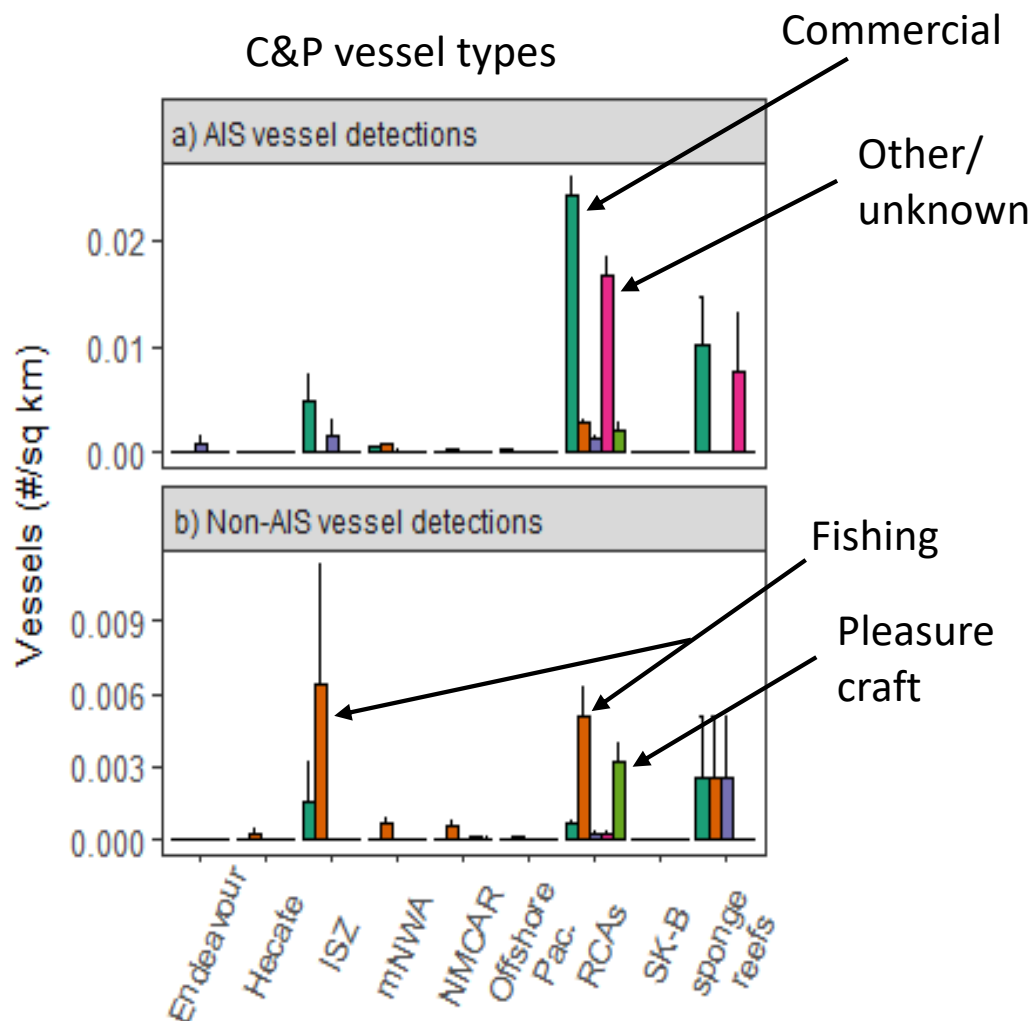 C&P vessel types
Commercial
a) AIS vessel detections
Other/
unknown
0.02
0.01
0.00
Vessels (#/sq km)
b) Non-AIS vessel detections
Fishing
Pleasure
craft
0.009
0.006
0.003
0.000
Endeavour
Hecate
ISZ
mNWA
NMCAR
Offshore
Pac.
RCAs
SK-B
sponge
reefs